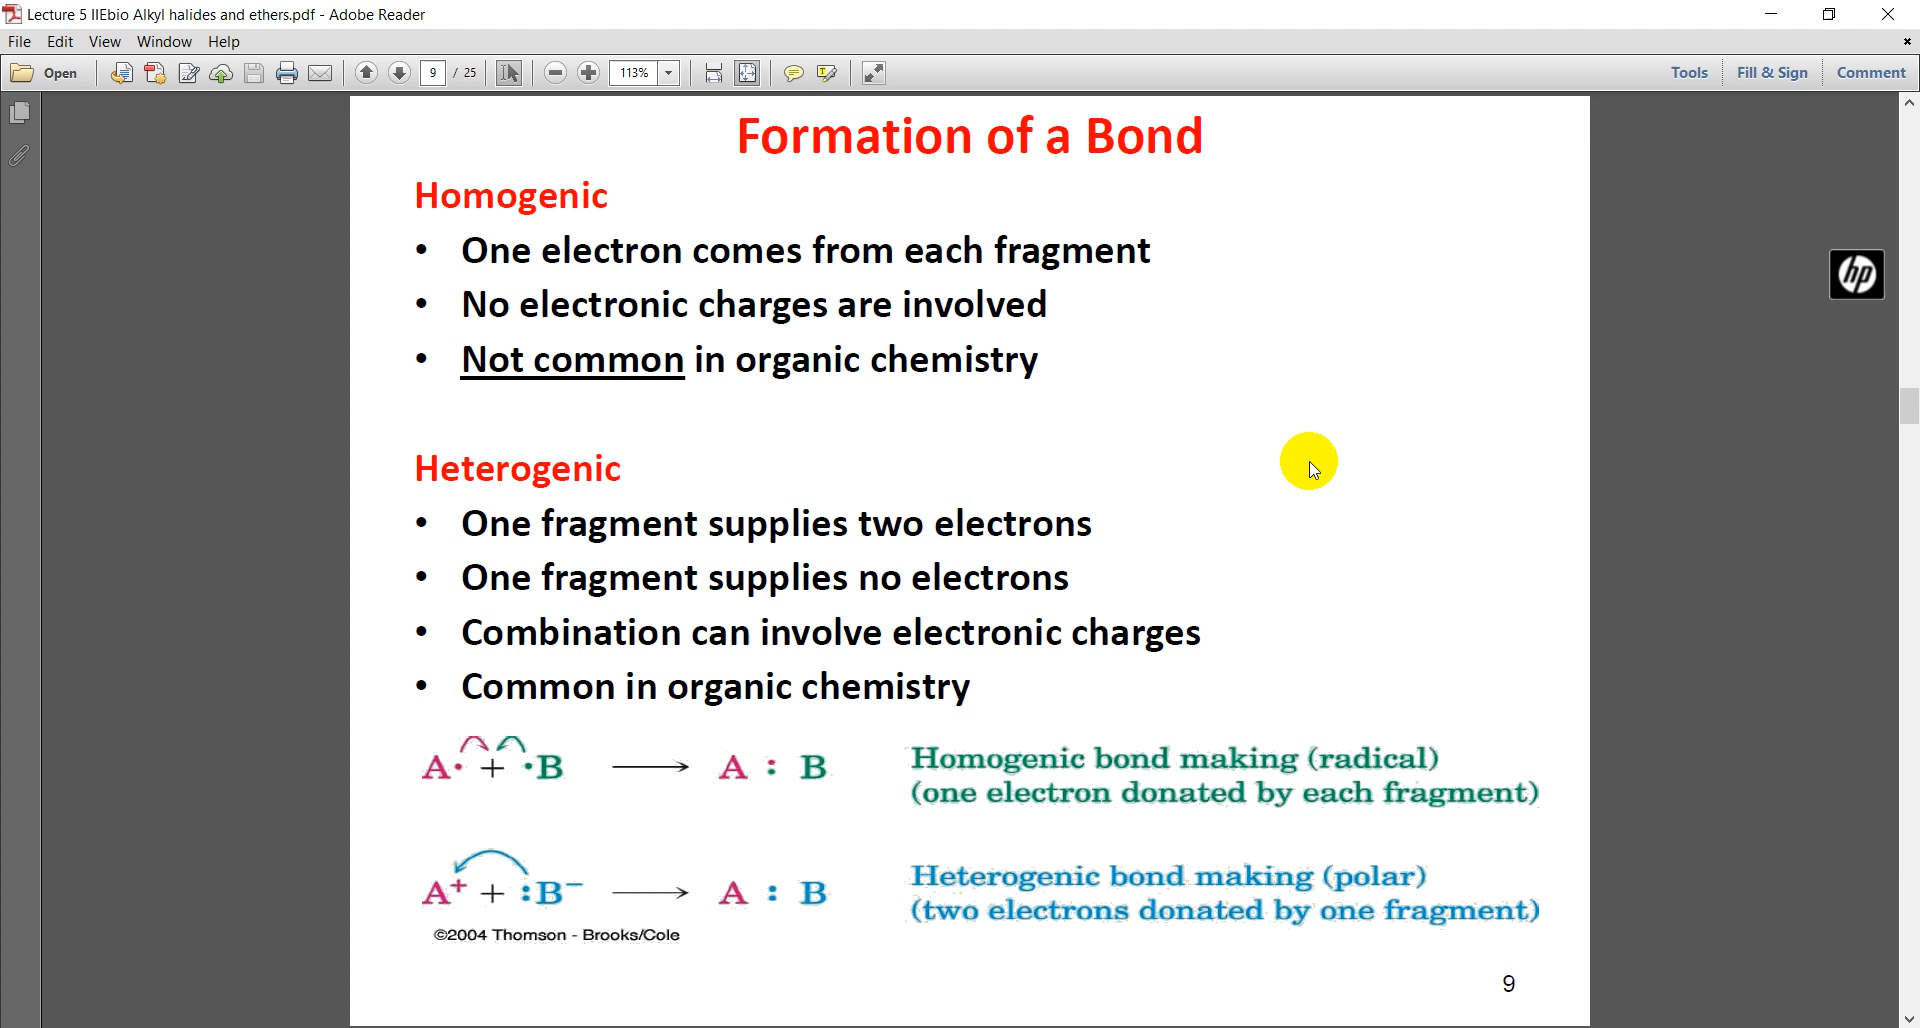 Lecture 5 IIEbio Alkyl halides and ethers.pdf - Adobe Reader
File Edit View Window Help
Open 9 / 25 113% Tools Fill & Sign Comment
Formation of a Bond
Homogenic
• One electron comes from each fragment
• No electronic charges are involved
• Not common in organic chemistry
hp
Heterogenic
• One fragment supplies two electrons
• One fragment supplies no electrons
• Combination can involve electronic charges
• Common in organic chemistry
A· + ·B ⟶ A : B Homogenic bond making (radical)
(one electron donated by each fragment)
A⁺ + :B⁻ ⟶ A : B Heterogenic bond making (polar)
(two electrons donated by one fragment)
©2004 Thomson - Brooks/Cole
9